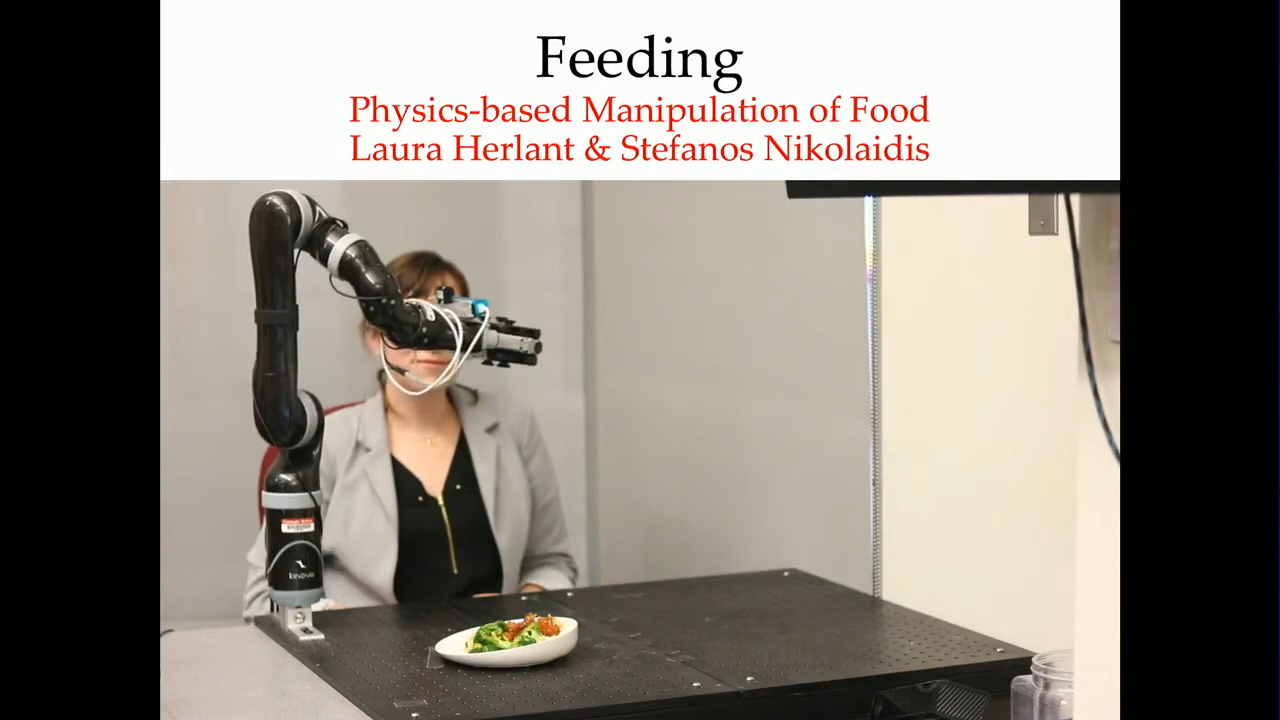 Feeding
Physics-based Manipulation of Food
Laura Herlant & Stefanos Nikolaidis